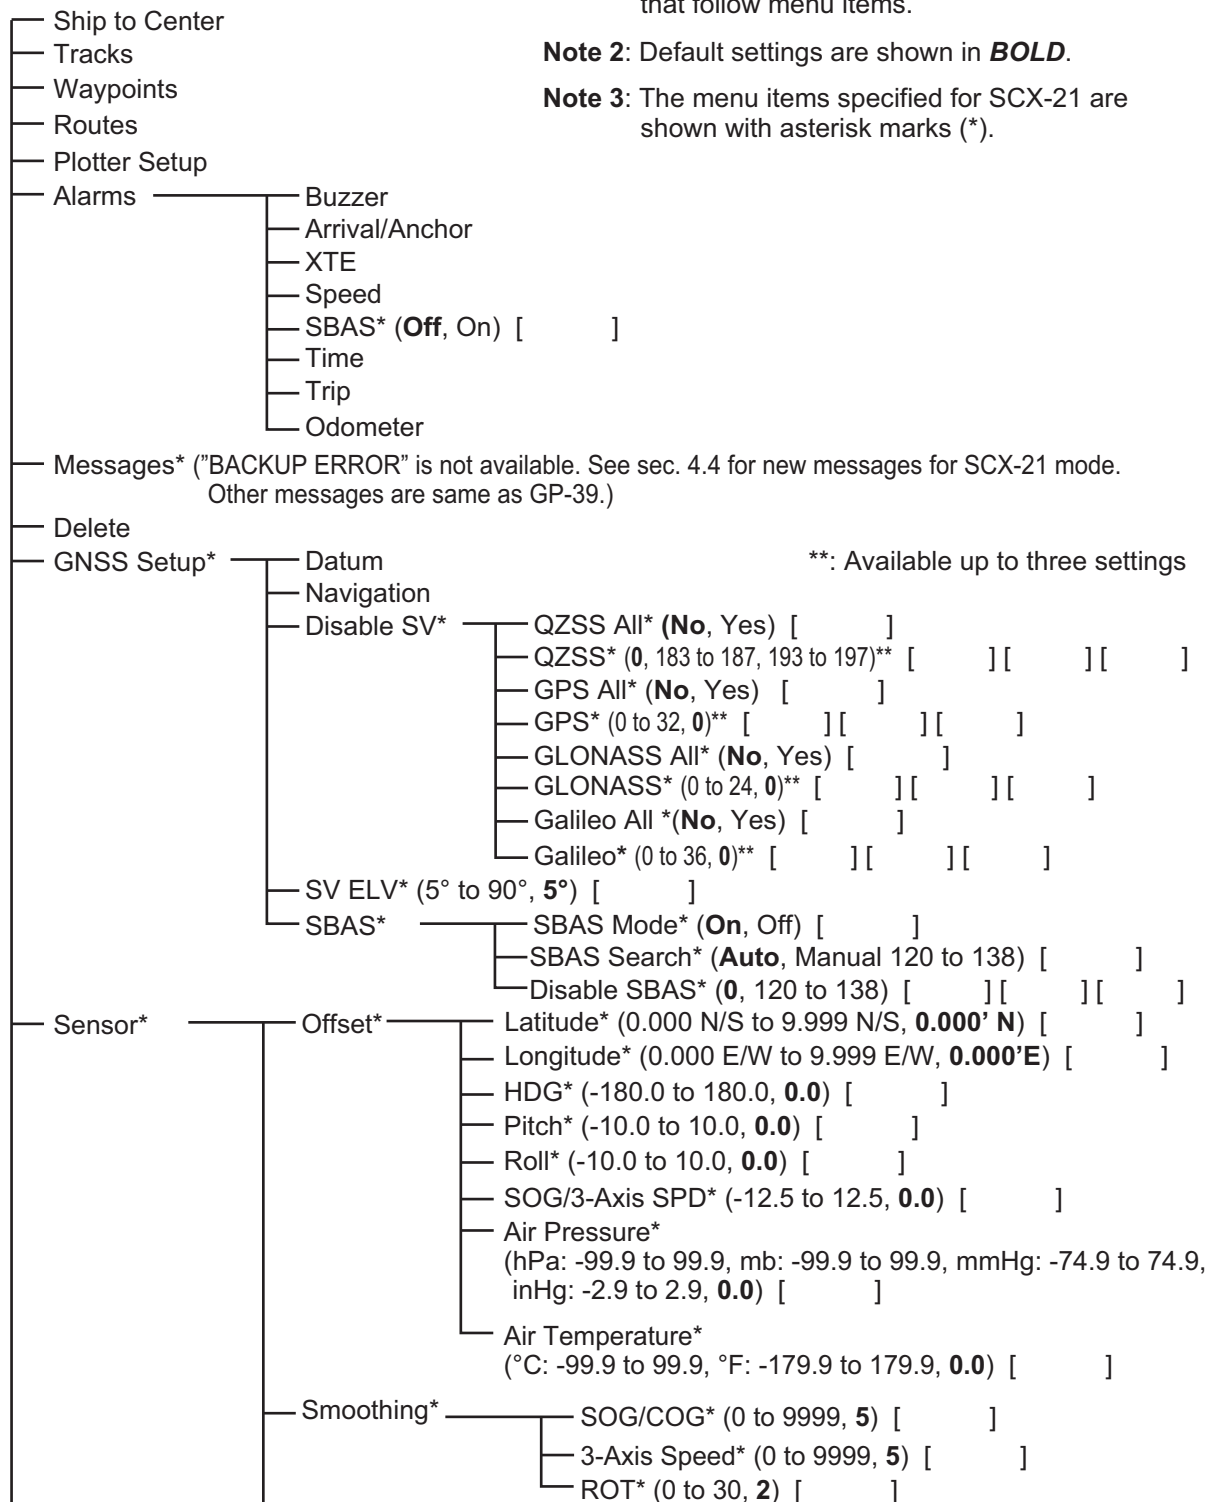 that follow menu items.
Ship to Center
Tracks
Note 2: Default settings are shown in BOLD.
Waypoints
Note 3: The menu items specified for SCX-21 are
shown with asterisk marks (*).
Routes
Plotter Setup
Alarms
Buzzer
Arrival/Anchor
XTE
Speed
SBAS* (Off, On) [ ]
Time
Trip
Odometer
Messages* ("BACKUP ERROR" is not available. See sec. 4.4 for new messages for SCX-21 mode.
Other messages are same as GP-39.)
Delete
GNSS Setup*
Datum
**: Available up to three settings
Navigation
Disable SV*
QZSS All* (No, Yes) [ ]
QZSS* (0, 183 to 187, 193 to 197)** [ ] [ ] [ ]
GPS All* (No, Yes) [ ]
GPS* (0 to 32, 0)** [ ] [ ] [ ]
GLONASS All* (No, Yes) [ ]
GLONASS* (0 to 24, 0)** [ ] [ ] [ ]
Galileo All *(No, Yes) [ ]
Galileo* (0 to 36, 0)** [ ] [ ] [ ]
SV ELV* (5° to 90°, 5°) [ ]
SBAS*
SBAS Mode* (On, Off) [ ]
SBAS Search* (Auto, Manual 120 to 138) [ ]
Disable SBAS* (0, 120 to 138) [ ] [ ] [ ]
Sensor*
Offset*
Latitude* (0.000 N/S to 9.999 N/S, 0.000' N) [ ]
Longitude* (0.000 E/W to 9.999 E/W, 0.000'E) [ ]
HDG* (-180.0 to 180.0, 0.0) [ ]
Pitch* (-10.0 to 10.0, 0.0) [ ]
Roll* (-10.0 to 10.0, 0.0) [ ]
SOG/3-Axis SPD* (-12.5 to 12.5, 0.0) [ ]
Air Pressure*
(hPa: -99.9 to 99.9, mb: -99.9 to 99.9, mmHg: -74.9 to 74.9,
inHg: -2.9 to 2.9, 0.0) [ ]
Air Temperature*
(°C: -99.9 to 99.9, °F: -179.9 to 179.9, 0.0) [ ]
Smoothing*
SOG/COG* (0 to 9999, 5) [ ]
3-Axis Speed* (0 to 9999, 5) [ ]
ROT* (0 to 30, 2) [ ]